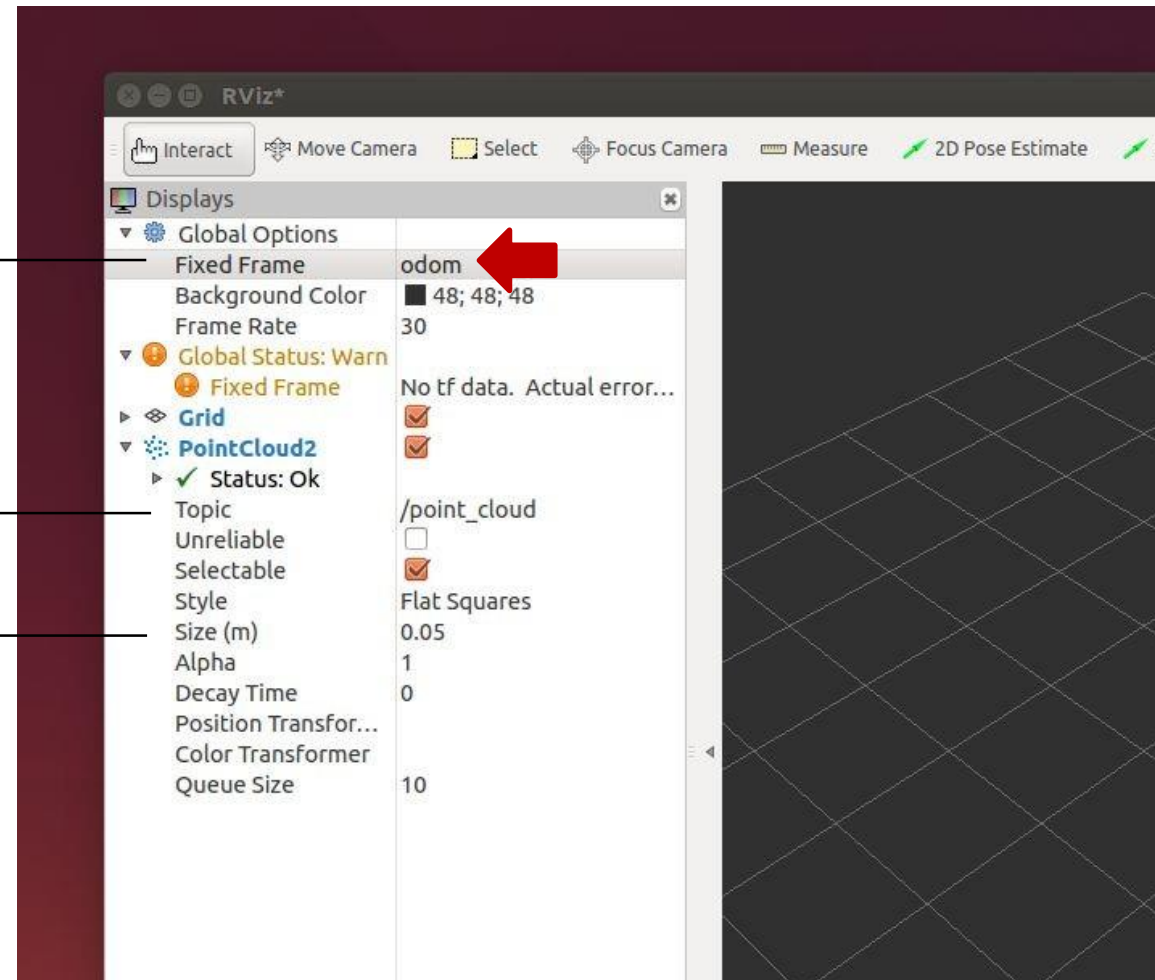 RViz*
Interact Move Camera Select Focus Camera Measure 2D Pose Estimate
Displays
Global Options
Fixed Frame odom
Background Color 48; 48; 48
Frame Rate 30
Global Status: Warn
Fixed Frame No tf data. Actual error...
Grid
PointCloud2
Status: Ok
Topic /point_cloud
Unreliable
Selectable
Style Flat Squares
Size (m) 0.05
Alpha 1
Decay Time 0
Position Transfor...
Color Transformer
Queue Size 10